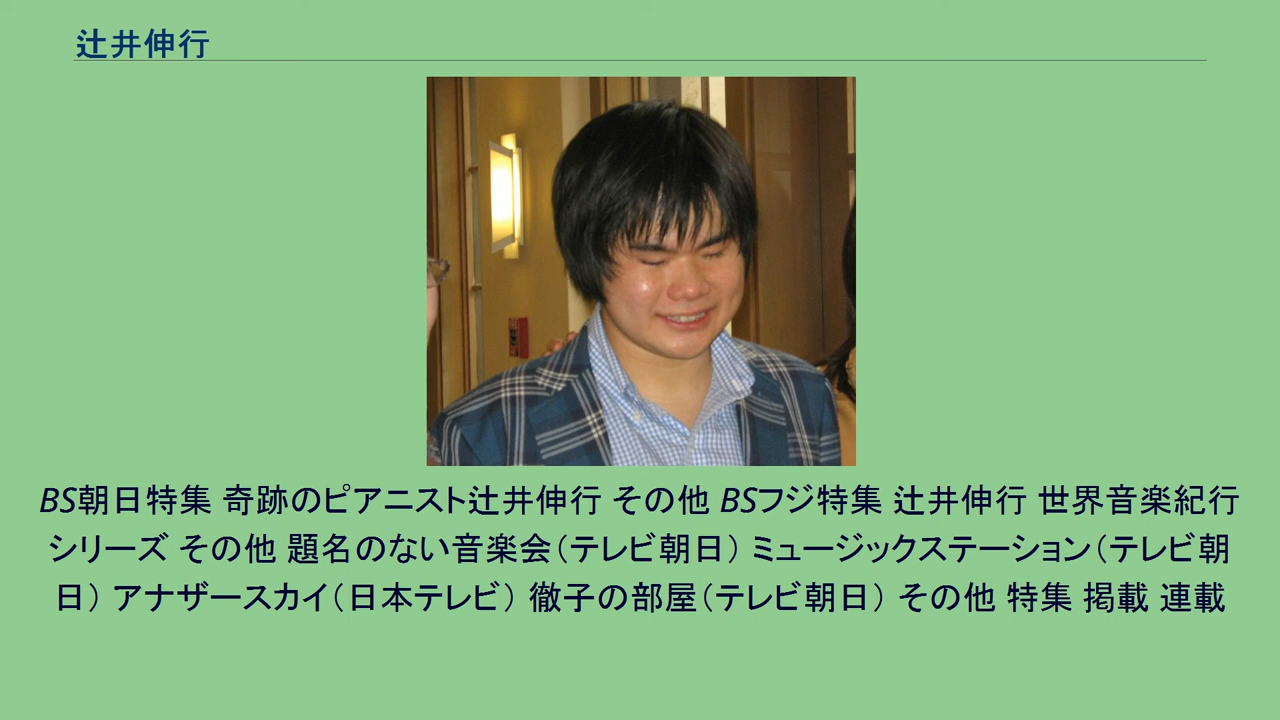 辻井伸行
BS朝日特集 奇跡のピアニスト辻井伸行 その他 BSフジ特集 辻井伸行 世界音楽紀行
シリーズ その他 題名のない音楽会（テレビ朝日） ミュージックステーション（テレビ朝
日） アナザースカイ（日本テレビ） 徹子の部屋（テレビ朝日） その他 特集 掲載 連載